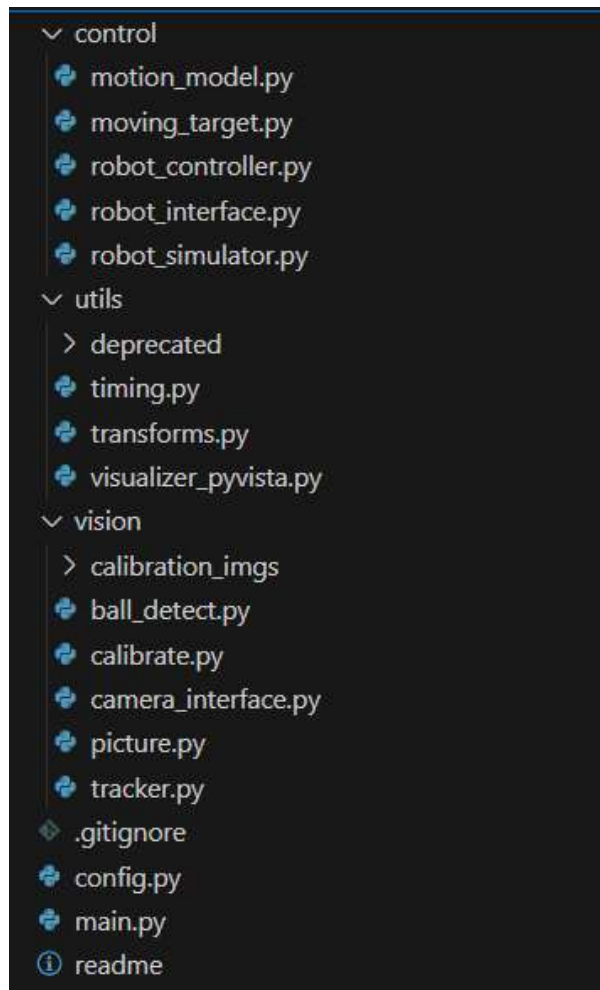 control
motion_model.py
moving_target.py
robot_controller.py
robot_interface.py
robot_simulator.py
utils
deprecated
timing.py
transforms.py
visualizer_pyvista.py
vision
calibration_imgs
ball_detect.py
calibrate.py
camera_interface.py
picture.py
tracker.py
.gitignore
config.py
main.py
readme